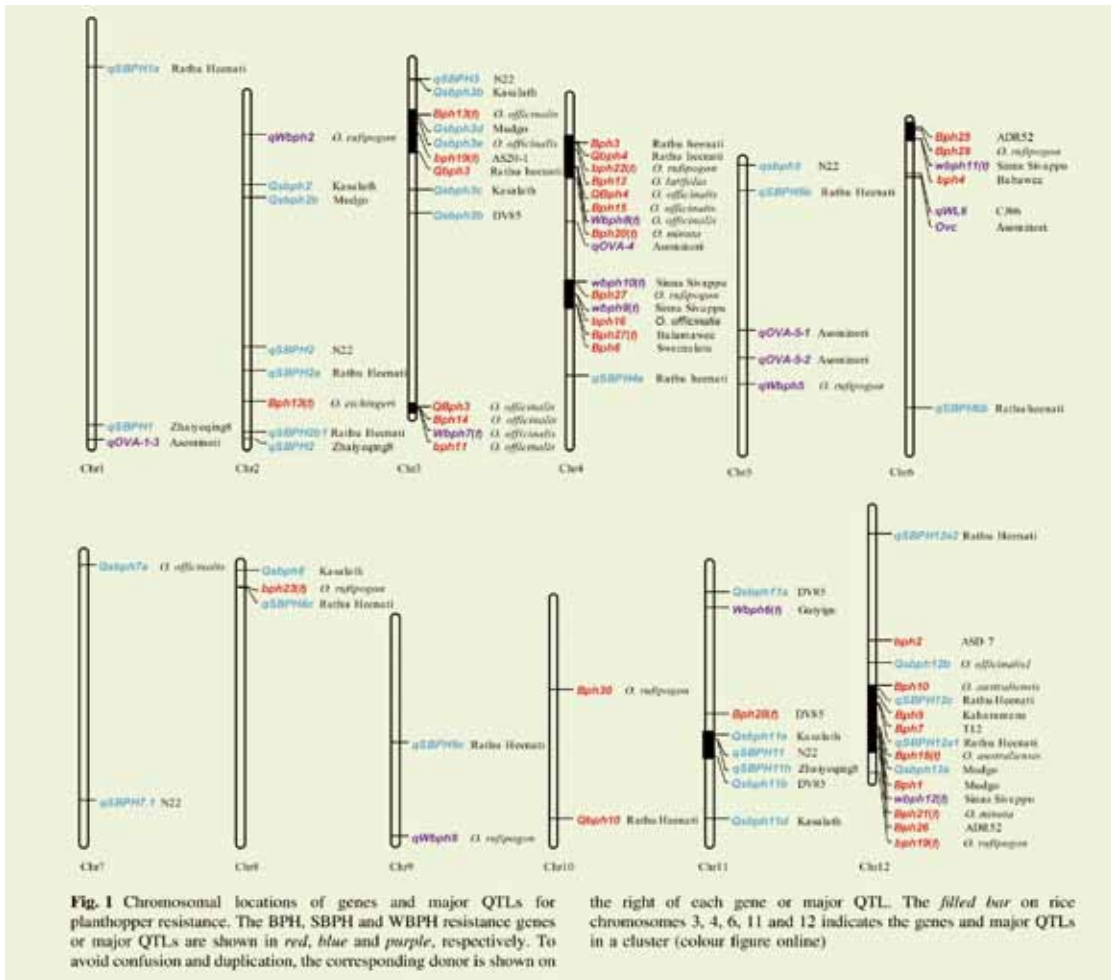 qSBPH1a Rathu Heenati
qSBPH1 Zhaiyeqing8
qOVA-1-3 Asominori
Chr1
qWbph2 O. rufipogon
Qsbph2 Kasalath
Qsbph2b Mudgo
qSBPH2 N22
qSBPH2a Rathu Heenati
Bph13(t) O. eichingeri
qSBPH2b1 Rathu Heenati
qSBPH2 Zhaiyeqing8
Chr2
qSBPH3 N22
Qsbph3b Kasalath
Bph13(t) O. officinalis
Qsbph3d Mudgo
Qsbph3e O. officinalis
bph19(t) AS20-1
Qbph3 Rathu heenati
Qsbph3c Kasalath
Qsbph3b DV85
QBph3 O. officinalis
Bph14 O. officinalis
Wbph7(t) O. officinalis
bph11 O. officinalis
Chr3
Bph3 Rathu heenati
Qbph4 Rathu heenati
bph22(t) O. rufipogon
Bph12 O. latifolia
QBph4 O. officinalis
Bph15 O. officinalis
Wbph8(t) O. officinalis
Bph20(t) O. minuta
qOVA-4 Asominori
wbph10(t) Sinna Sivappu
Bph27 O. rufipogon
wbph9(t) Sinna Sivappu
bph16 O. officinalis
Bph27(t) Balamawee
Bph6 Swarnalata
qSBPH4a Rathu heenati
Chr4
qsbph5 N22
qSBPH5b Rathu Heenati
qOVA-5-1 Asominori
qOVA-5-2 Asominori
qWbph5 O. rufipogon
Chr5
Bph25 ADR52
Bph29 O. rufipogon
wbph11(t) Sinna Sivappu
bph4 Babawee
qWL6 CJ06
Ovc Asominori
qSBPH6b Rathu heenati
Chr6
Qsbph7a O. officinalis
qSBPH7.1 N22
Chr7
Qsbph8 Kasalath
bph23(t) O. rufipogon
qSBPH8c Rathu Heenati
Chr8
qSBPH9c Rathu Heenati
qWbph9 O. rufipogon
Chr9
Bph30 O. rufipogon
Qbph10 Rathu Heenati
Chr10
Qsbph11a DV85
Wbph6(t) Guiyigu
Bph28(t) DV85
Qsbph11e Kasalath
qSBPH11 N22
qSBPH11h Zhaiyeqing8
Qsbph11b DV85
Qsbph11d Kasalath
Chr11
qSBPH12a2 Rathu Heenati
bph2 ASD 7
Qsbph12b O. officinalis1
Bph10 O. australiensis
qSBPH12c Rathu Heenati
Bph9 Kaharamana
Bph7 T12
qSBPH12a1 Rathu Heenati
Bph18(t) O. australiensis
Qsbph12a Mudgo
Bph1 Mudgo
wbph12(t) Sinna Sivappu
Bph21(t) O. minuta
Bph26 ADR52
bph19(t) O. rufipogon
Chr12
Fig. 1 Chromosomal locations of genes and major QTLs for
planthopper resistance. The BPH, SBPH and WBPH resistance genes
or major QTLs are shown in red, blue and purple, respectively. To
avoid confusion and duplication, the corresponding donor is shown on
the right of each gene or major QTL. The filled bar on rice
chromosomes 3, 4, 6, 11 and 12 indicates the genes and major QTLs
in a cluster (colour figure online)